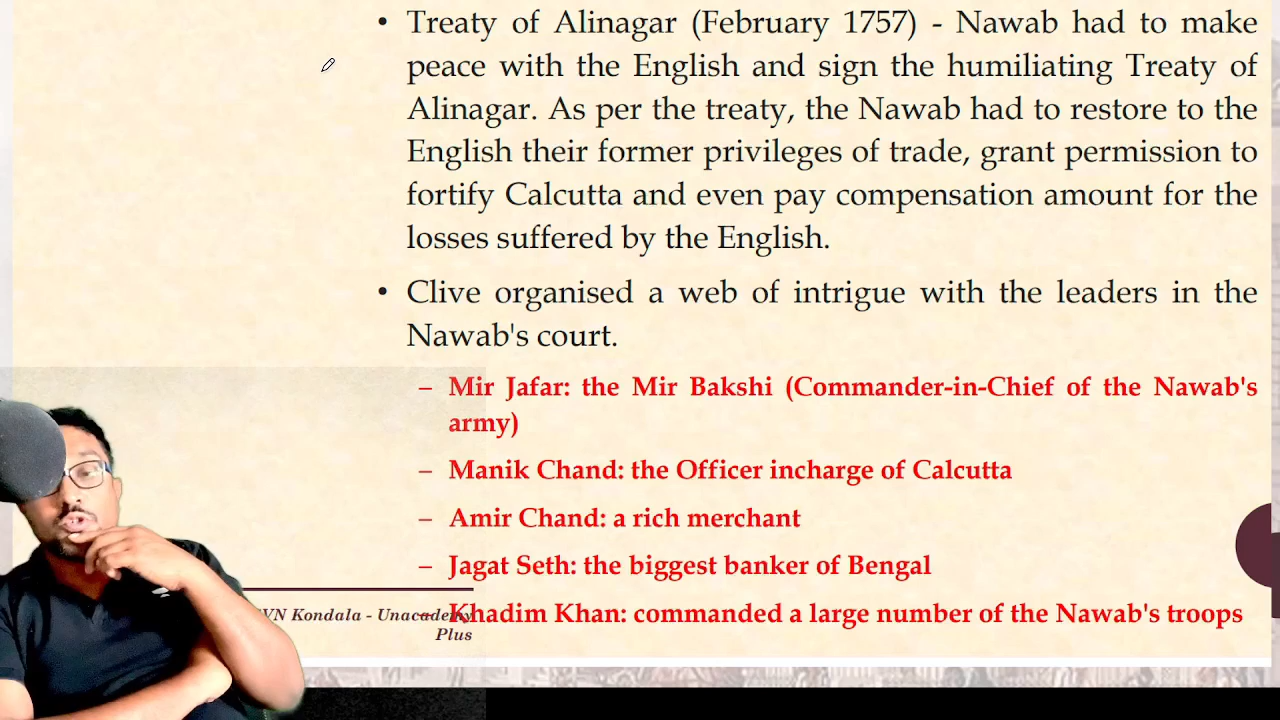 • Treaty of Alinagar (February 1757) - Nawab had to make
peace with the English and sign the humiliating Treaty of
Alinagar. As per the treaty, the Nawab had to restore to the
English their former privileges of trade, grant permission to
fortify Calcutta and even pay compensation amount for the
losses suffered by the English.
• Clive organised a web of intrigue with the leaders in the
Nawab's court.
– Mir Jafar: the Mir Bakshi (Commander-in-Chief of the Nawab's
army)
– Manik Chand: the Officer incharge of Calcutta
– Amir Chand: a rich merchant
– Jagat Seth: the biggest banker of Bengal
– Khadim Khan: commanded a large number of the Nawab's troops
VN Kondala - Unacademy
Plus